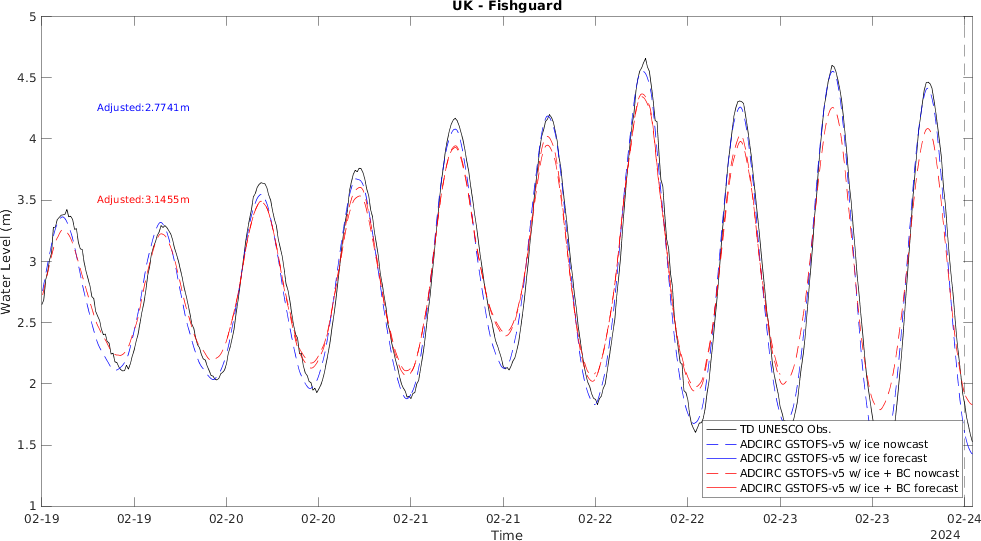 UK - Fishguard
5
4.5
4
3.5
3
2.5
2
1.5
1
Water Level (m)
Adjusted:2.7741m
Adjusted:3.1455m
TD UNESCO Obs.
ADCIRC GSTOFS-v5 w/ ice nowcast
ADCIRC GSTOFS-v5 w/ ice forecast
ADCIRC GSTOFS-v5 w/ ice + BC nowcast
ADCIRC GSTOFS-v5 w/ ice + BC forecast
02-19 02-19 02-20 02-20 02-21 02-21 02-22 02-22 02-23 02-23 02-24
2024
Time